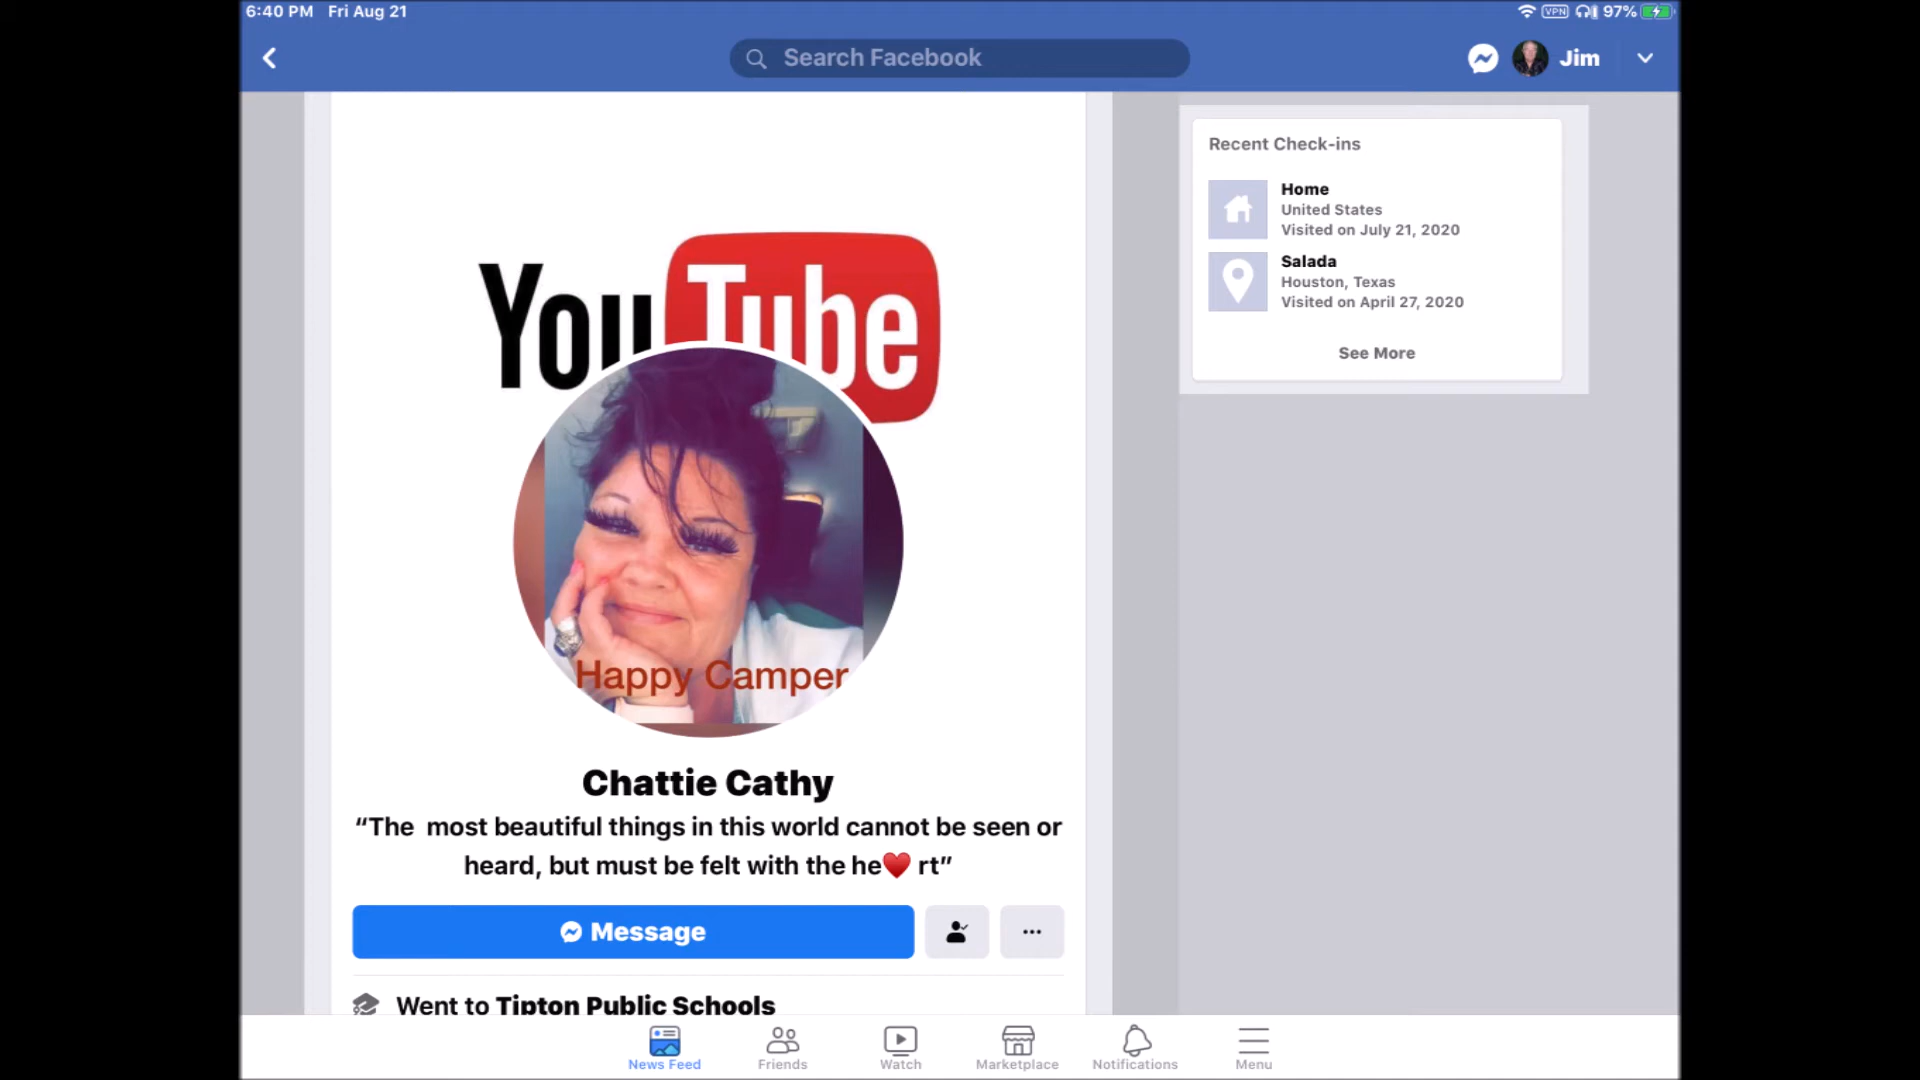 6:40 PM Fri Aug 21
VPN 97%
Search Facebook
Jim
YouTube
Happy Camper
Chattie Cathy
“The most beautiful things in this world cannot be seen or
heard, but must be felt with the he❤️ rt”
Message
Went to Tipton Public Schools
Recent Check-ins
Home
United States
Visited on July 21, 2020
Salada
Houston, Texas
Visited on April 27, 2020
See More
News Feed
Friends
Watch
Marketplace
Notifications
Menu